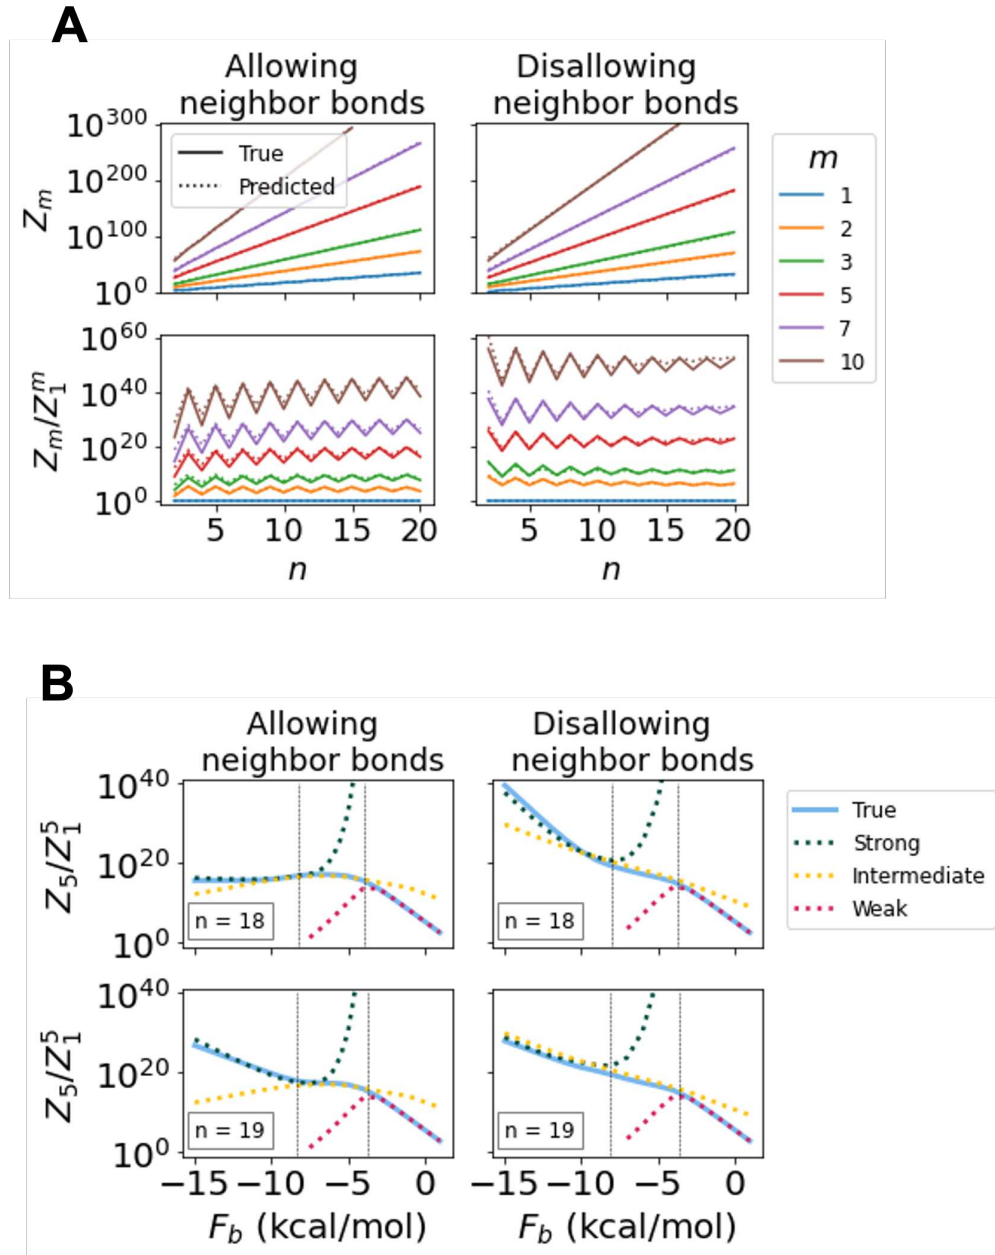 A
Allowing neighbor bonds
Disallowing neighbor bonds
10^300
10^200
10^100
10^0
Z_m
True
Predicted
m
1
2
3
5
7
10
10^60
10^40
10^20
10^0
Z_m/Z_1^m
5 10 15 20
5 10 15 20
n
n
B
Allowing
neighbor bonds
Disallowing
neighbor bonds
10^40
10^20
10^0
Z_5/Z_1^5
n = 18
n = 18
True
Strong
Intermediate
Weak
10^40
10^20
10^0
Z_5/Z_1^5
n = 19
n = 19
−15 −10 −5 0
−15 −10 −5 0
F_b (kcal/mol)
F_b (kcal/mol)